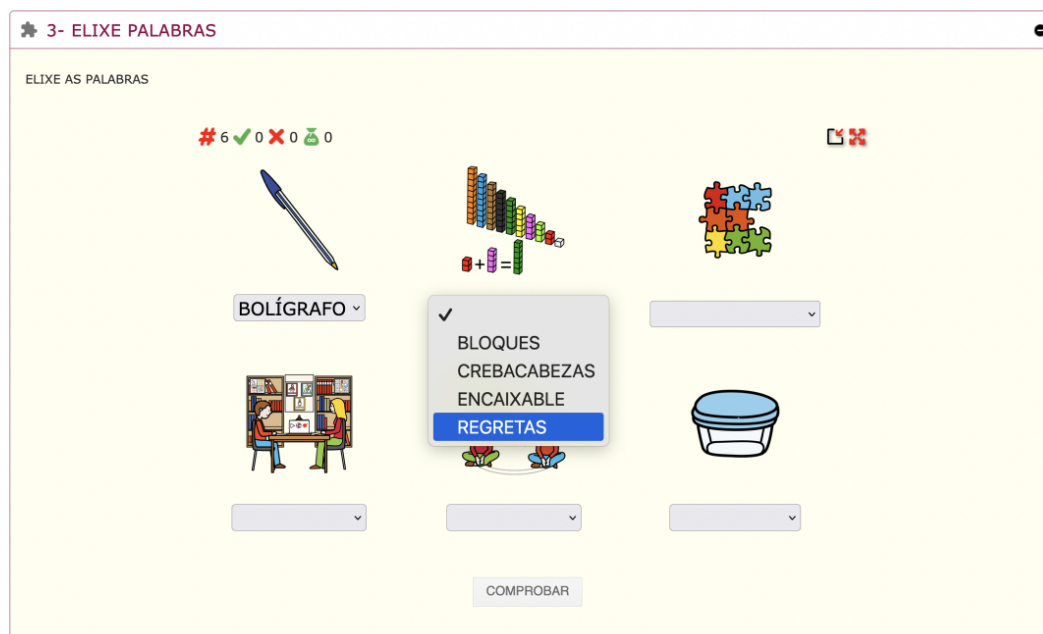 3- ELIXE PALABRAS
ELIXE AS PALABRAS
6 0 0 0
+ =
BOLÍGRAFO
BLOQUES
CREBACABEZAS
ENCAIXABLE
REGRETAS
COMPROBAR